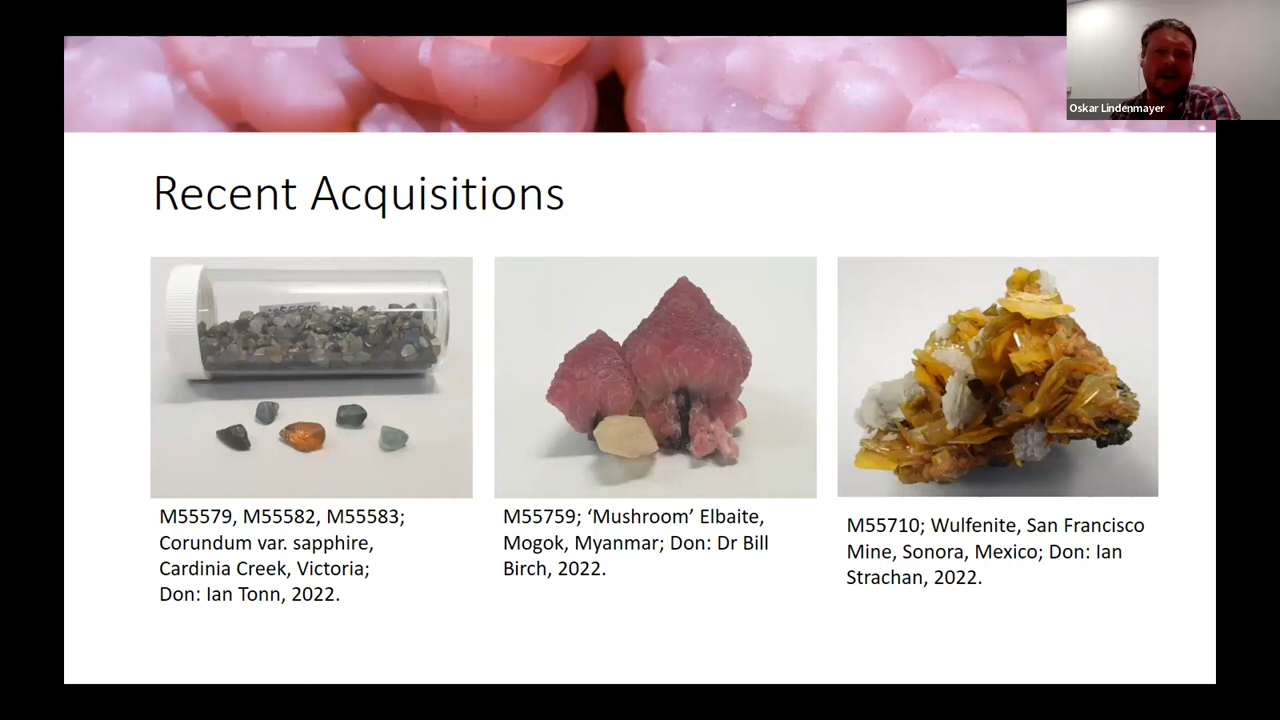 Oskar Lindenmayer
Recent Acquisitions
M55579, M55582, M55583;
Corundum var. sapphire,
Cardinia Creek, Victoria;
Don: Ian Tonn, 2022.
M55759; ‘Mushroom’ Elbaite,
Mogok, Myanmar; Don: Dr Bill
Birch, 2022.
M55710; Wulfenite, San Francisco
Mine, Sonora, Mexico; Don: Ian
Strachan, 2022.